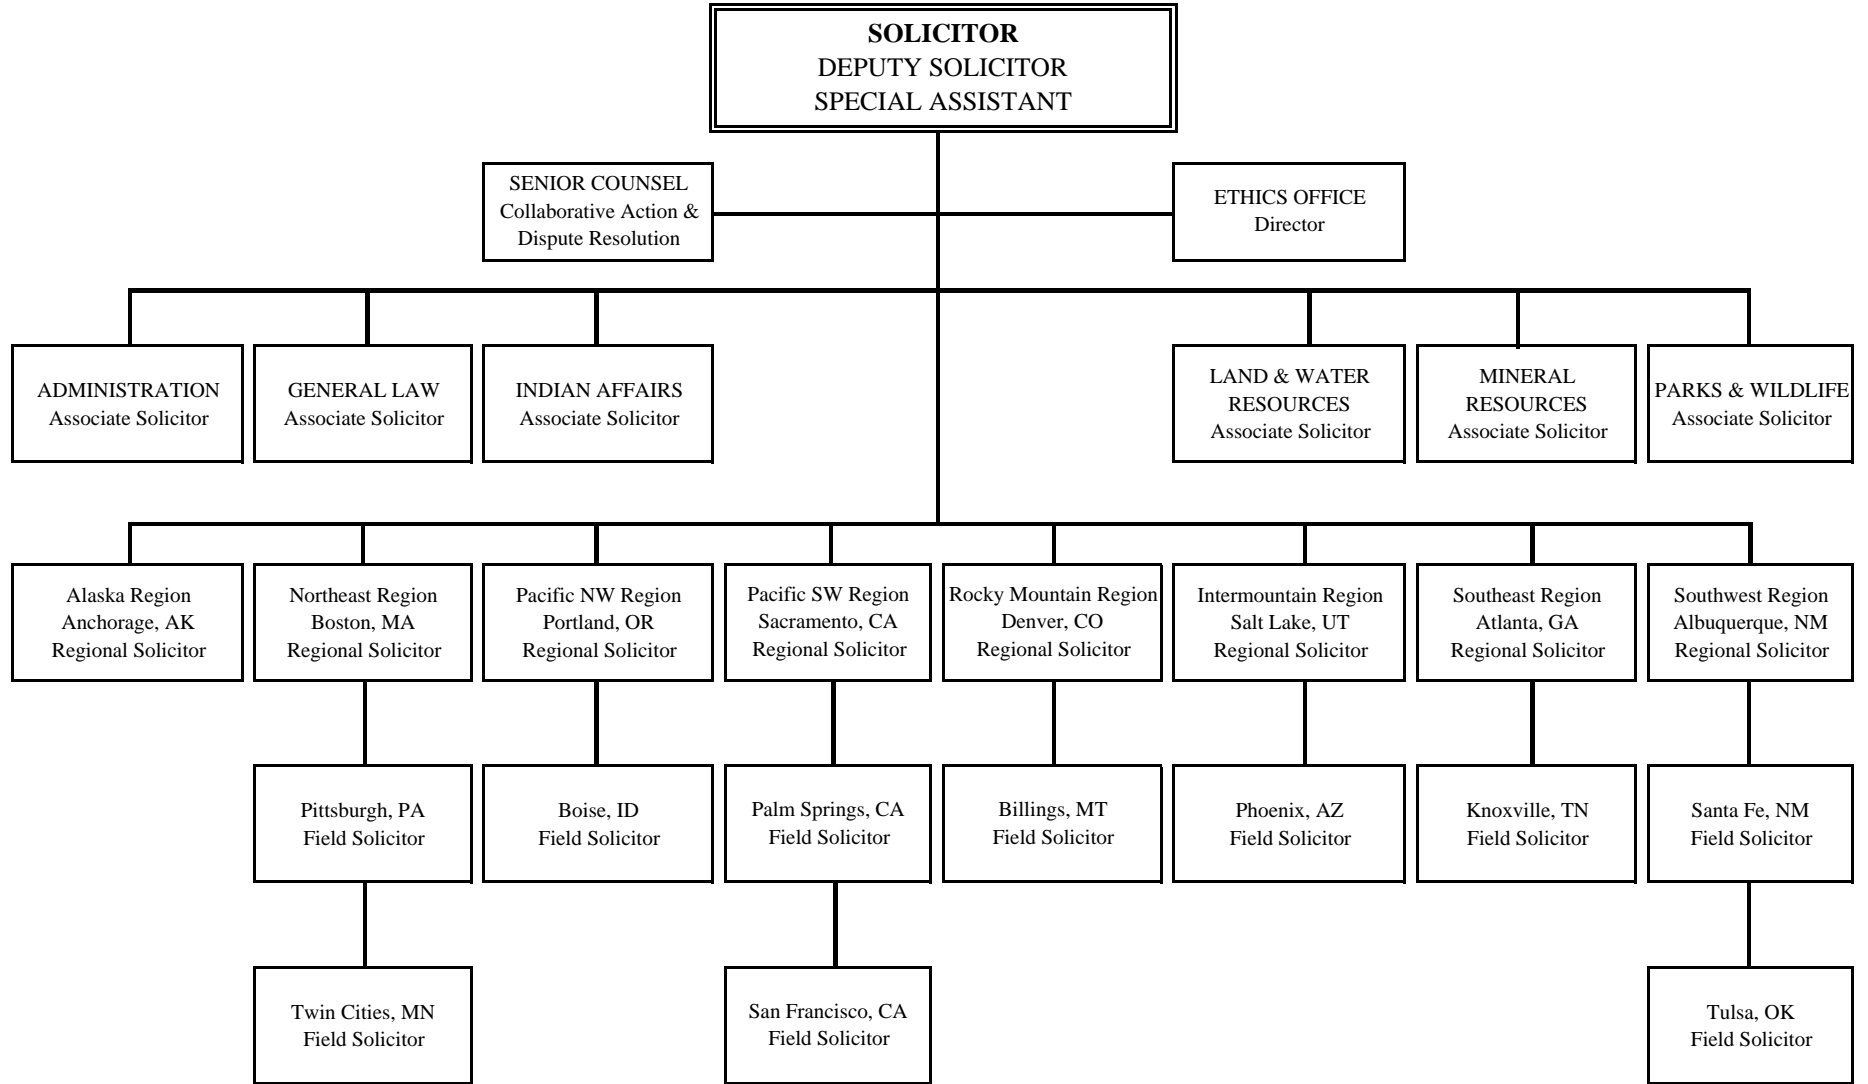 SOLICITOR
DEPUTY SOLICITOR
SPECIAL ASSISTANT
SENIOR COUNSEL
Collaborative Action &
Dispute Resolution
ETHICS OFFICE
Director
ADMINISTRATION
Associate Solicitor
GENERAL LAW
Associate Solicitor
INDIAN AFFAIRS
Associate Solicitor
LAND & WATER
RESOURCES
Associate Solicitor
MINERAL
RESOURCES
Associate Solicitor
PARKS & WILDLIFE
Associate Solicitor
Alaska Region
Anchorage, AK
Regional Solicitor
Northeast Region
Boston, MA
Regional Solicitor
Pacific NW Region
Portland, OR
Regional Solicitor
Pacific SW Region
Sacramento, CA
Regional Solicitor
Rocky Mountain Region
Denver, CO
Regional Solicitor
Intermountain Region
Salt Lake, UT
Regional Solicitor
Southeast Region
Atlanta, GA
Regional Solicitor
Southwest Region
Albuquerque, NM
Regional Solicitor
Pittsburgh, PA
Field Solicitor
Boise, ID
Field Solicitor
Palm Springs, CA
Field Solicitor
Billings, MT
Field Solicitor
Phoenix, AZ
Field Solicitor
Knoxville, TN
Field Solicitor
Santa Fe, NM
Field Solicitor
Twin Cities, MN
Field Solicitor
San Francisco, CA
Field Solicitor
Tulsa, OK
Field Solicitor